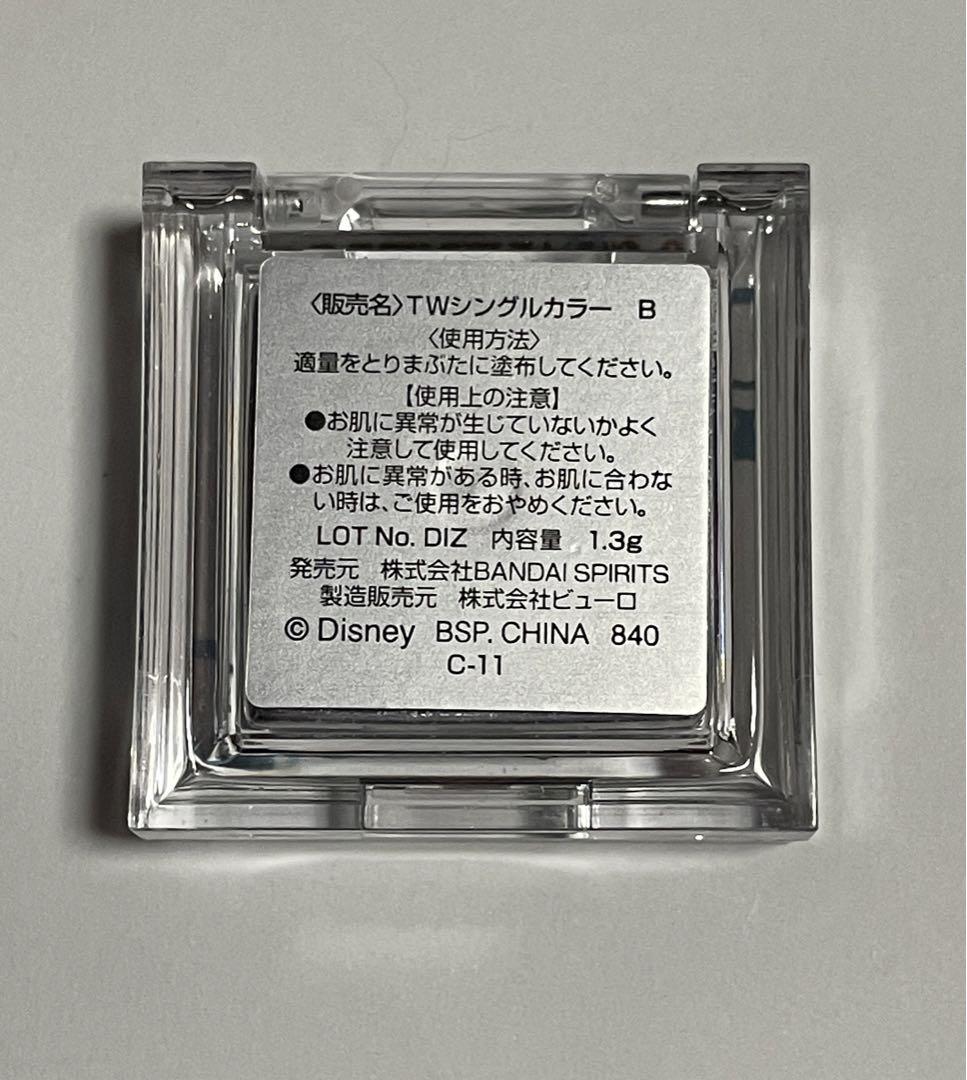 〈販売名〉TWシングルカラー　B
〈使用方法〉
適量をとりまぶたに塗布してください。
【使用上の注意】
●お肌に異常が生じていないかよく
注意して使用してください。
●お肌に異常がある時、お肌に合わな
い時は、ご使用をおやめください。
LOT No. DIZ　内容量　1.3g
発売元　株式会社BANDAI SPIRITS
製造販売元　株式会社ビューロ
© Disney　BSP. CHINA　840
C-11